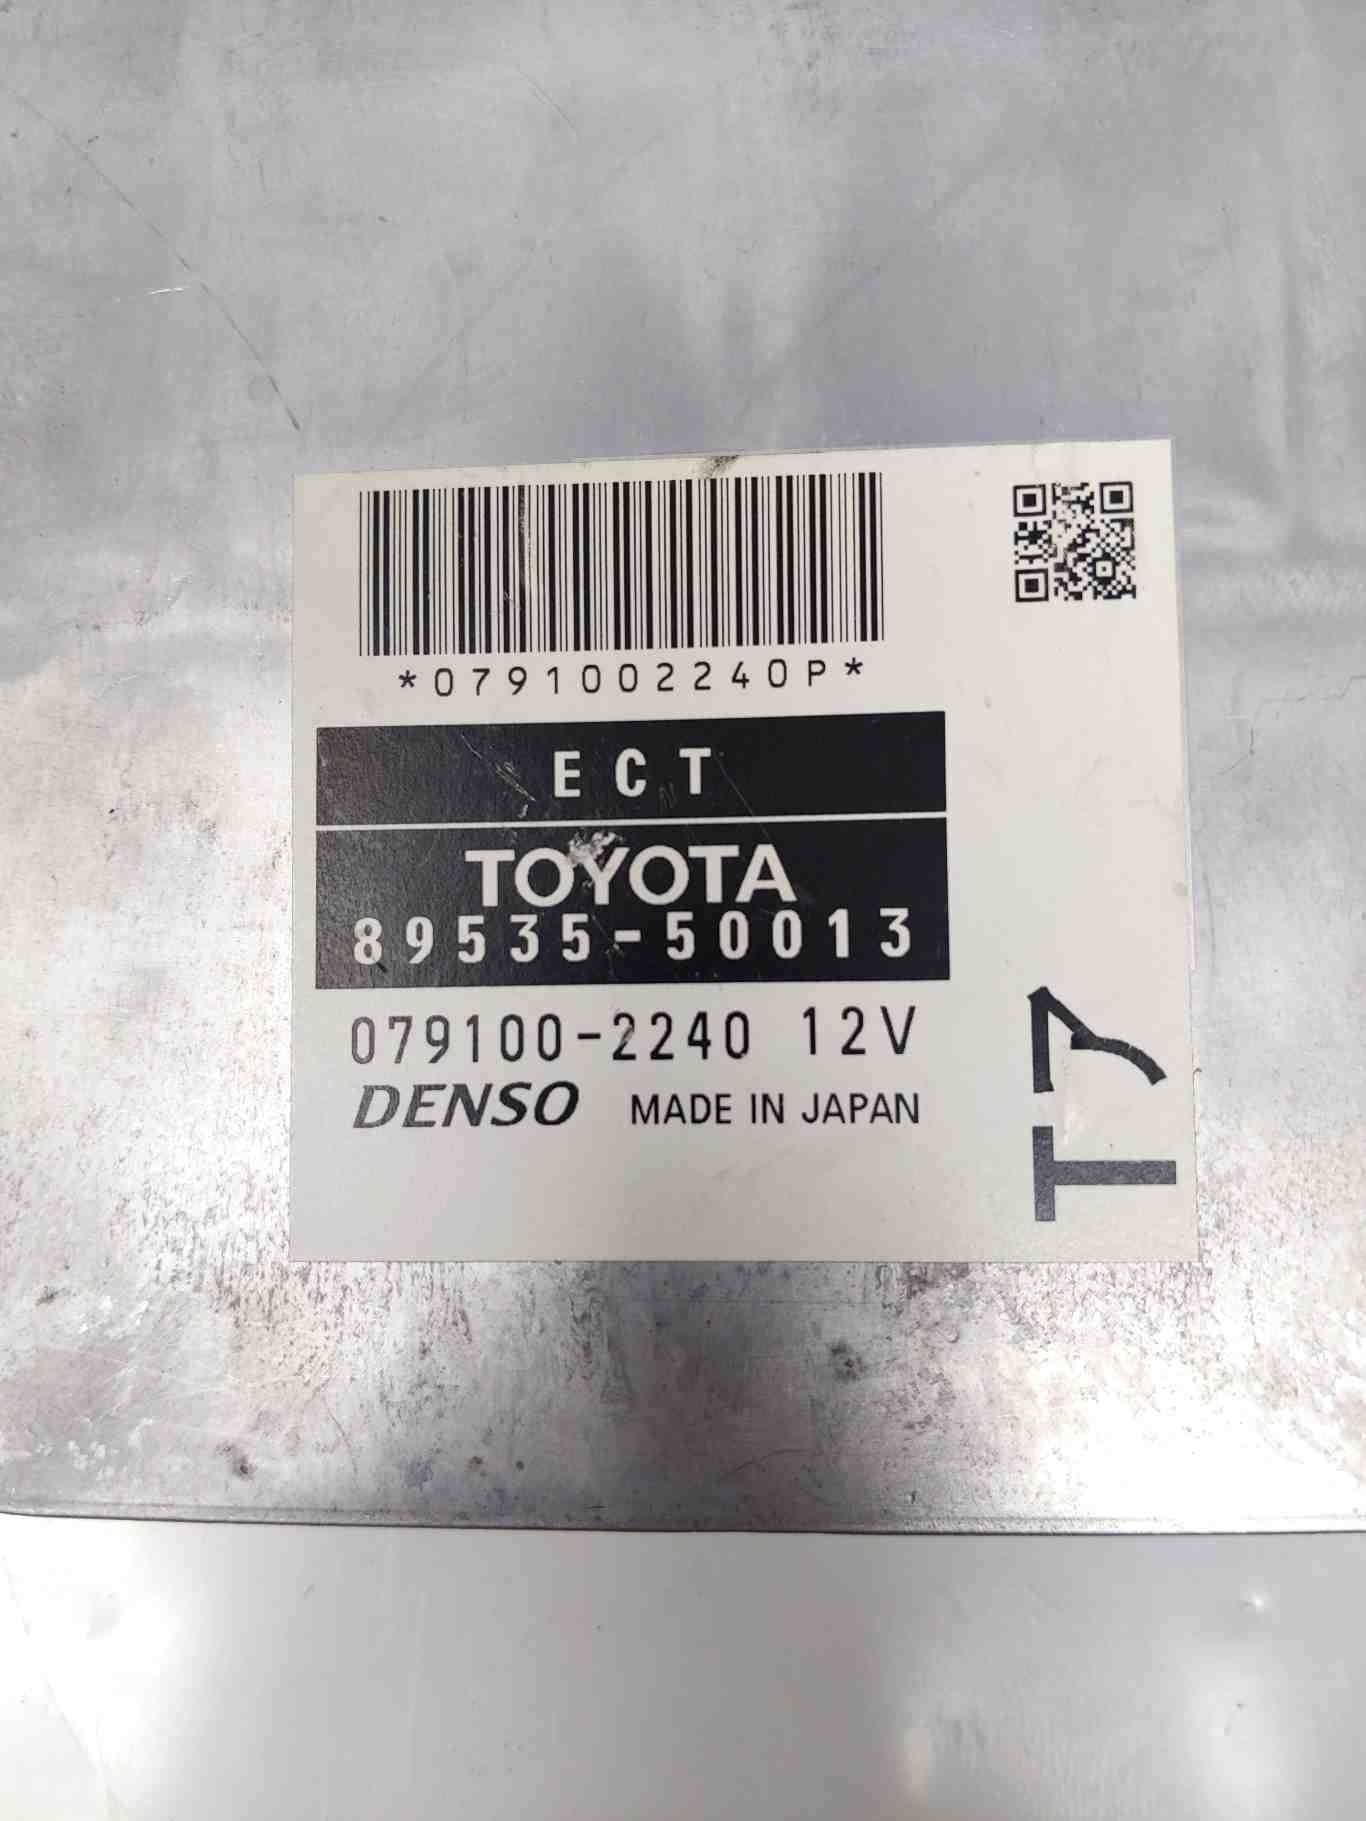 *0791002240P*
ECT
TOYOTA
89535-50013
079100-2240 12V
DENSO MADE IN JAPAN
T